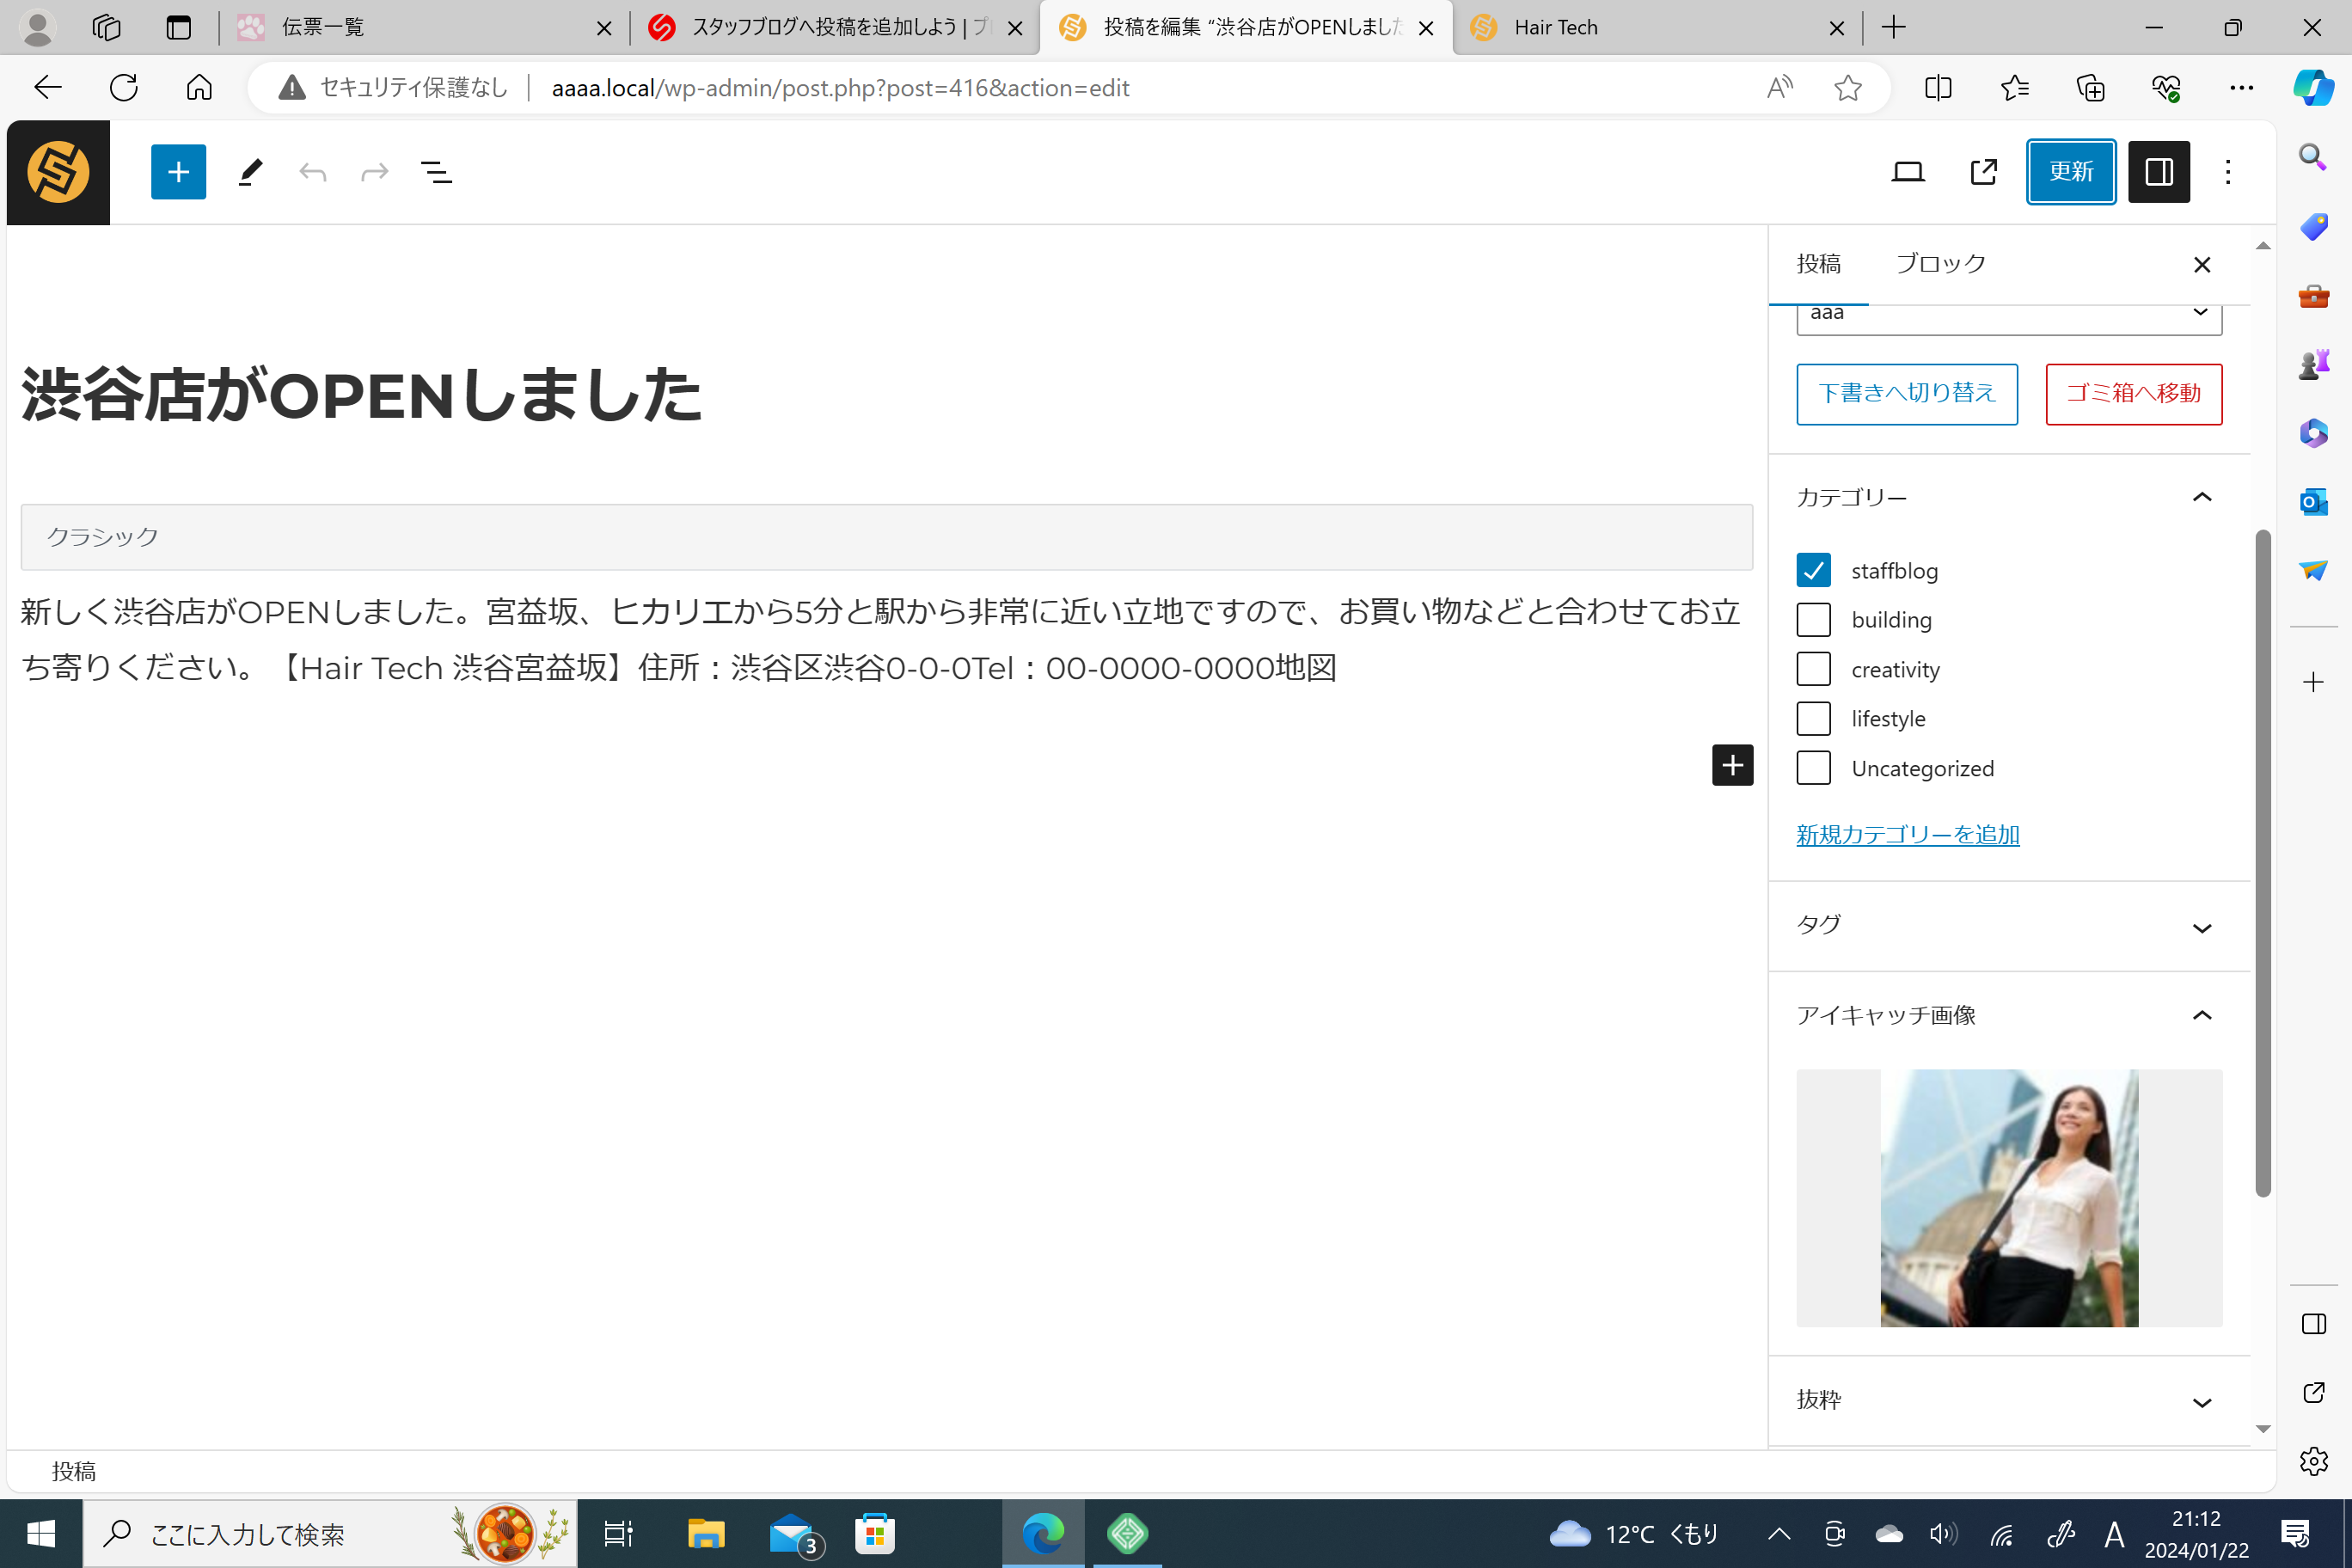 伝票一覧
スタッフブログへ投稿を追加しよう | プ
投稿を編集 “渋谷店がOPENしました
Hair Tech
セキュリティ保護なし
aaaa.local/wp-admin/post.php?post=416&action=edit
更新
投稿
ブロック
aaa
下書きへ切り替え
ゴミ箱へ移動
渋谷店がOPENしました
クラシック
新しく渋谷店がOPENしました。宮益坂、ヒカリエから5分と駅から非常に近い立地ですので、お買い物などと合わせてお立
ち寄りください。【Hair Tech 渋谷宮益坂】住所：渋谷区渋谷0-0-0Tel：00-0000-0000地図
カテゴリー
staffblog
building
creativity
lifestyle
Uncategorized
新規カテゴリーを追加
タグ
アイキャッチ画像
抜粋
投稿
ここに入力して検索
3
12°C くもり
A
21:12
2024/01/22